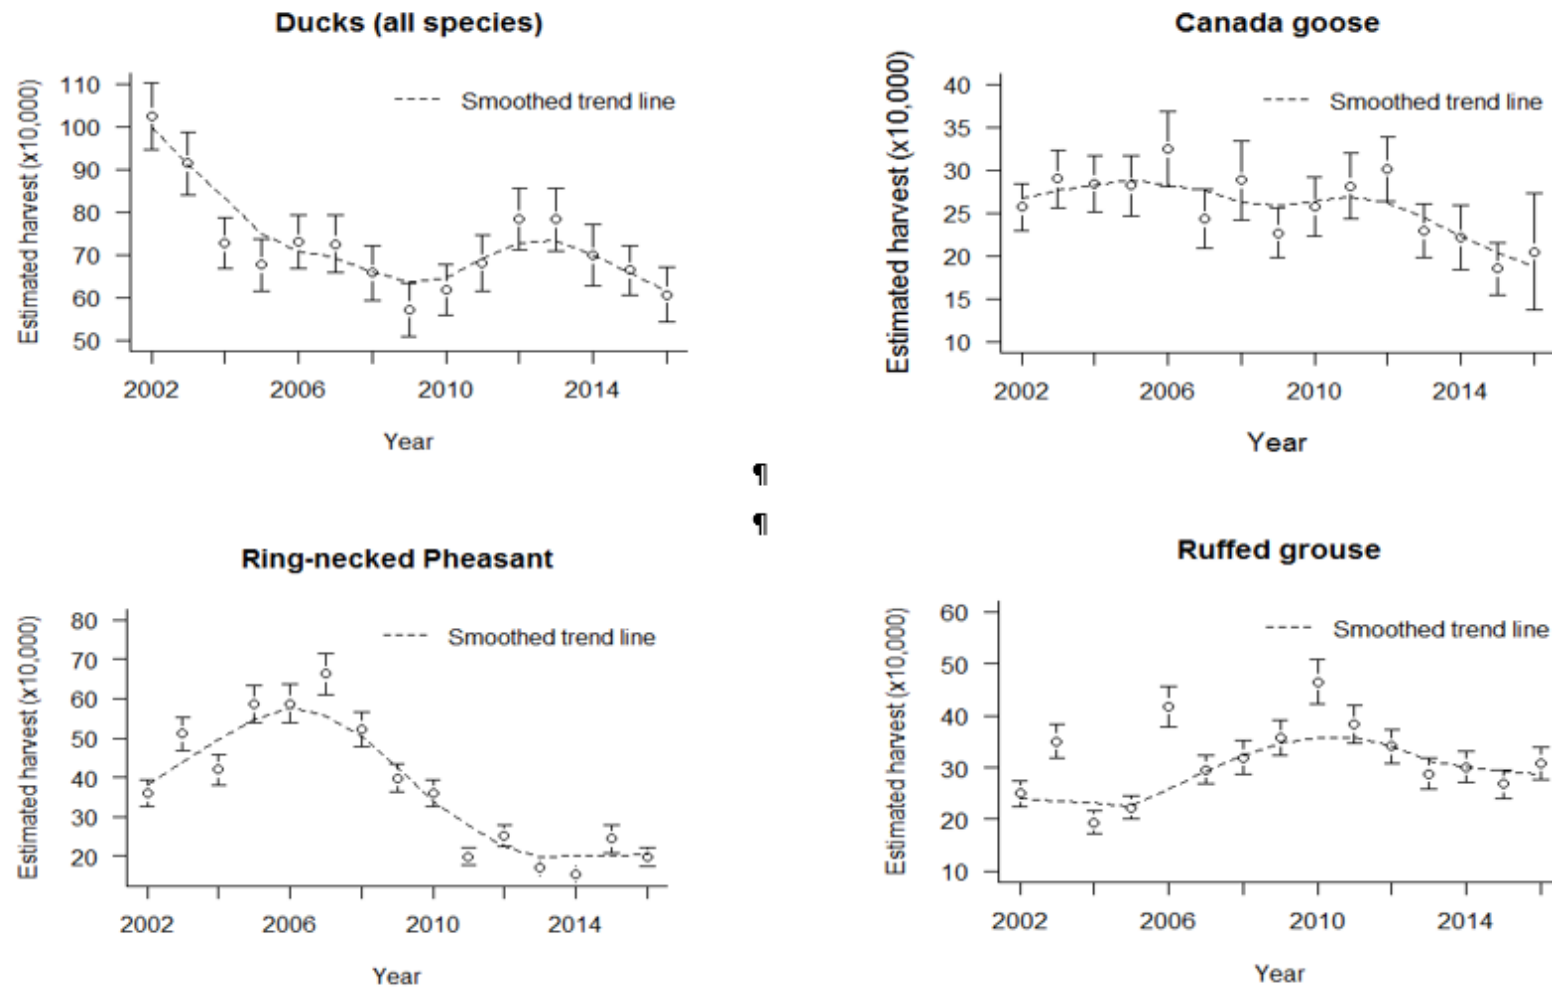 Ducks (all species)
Estimated harvest (x10,000)
110
100
90
80
70
60
50
Smoothed trend line
2002 2006 2010 2014
Year
Canada goose
Estimated harvest (x10,000)
40
35
30
25
20
15
10
Smoothed trend line
2002 2006 2010 2014
Year
¶
¶
Ring-necked Pheasant
Estimated harvest (x10,000)
80
70
60
50
40
30
20
Smoothed trend line
2002 2006 2010 2014
Year
Ruffed grouse
Estimated harvest (x10,000)
60
50
40
30
20
10
Smoothed trend line
2002 2006 2010 2014
Year